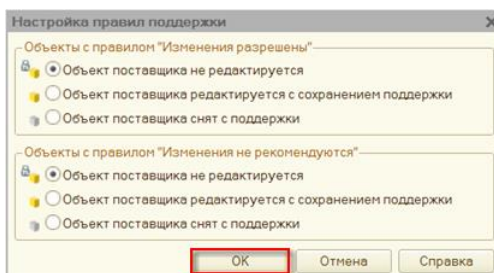 Настройка правил поддержки
Объекты с правилом "Изменения разрешены"
Объект поставщика не редактируется
Объект поставщика редактируется с сохранением поддержки
Объект поставщика снят с поддержки
Объекты с правилом "Изменения не рекомендуются"
Объект поставщика не редактируется
Объект поставщика редактируется с сохранением поддержки
Объект поставщика снят с поддержки
OK Отмена Справка